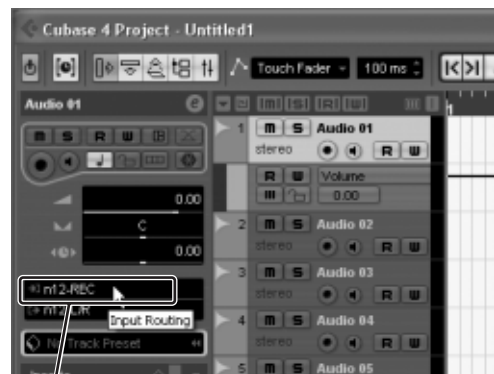 Cubase 4 Project - Untitled1
Touch Fader 100 ms
Audio 01 e
m S R W
0.00
C
0.00
n12-REC
Input Routing
No Track Preset
m S R W
1
1 m S Audio 01
stereo R W
R W Volume
0.00
2 m S Audio 02
stereo R W
3 m S Audio 03
stereo R W
4 m S Audio 04
stereo R W
5 m S Audio 05